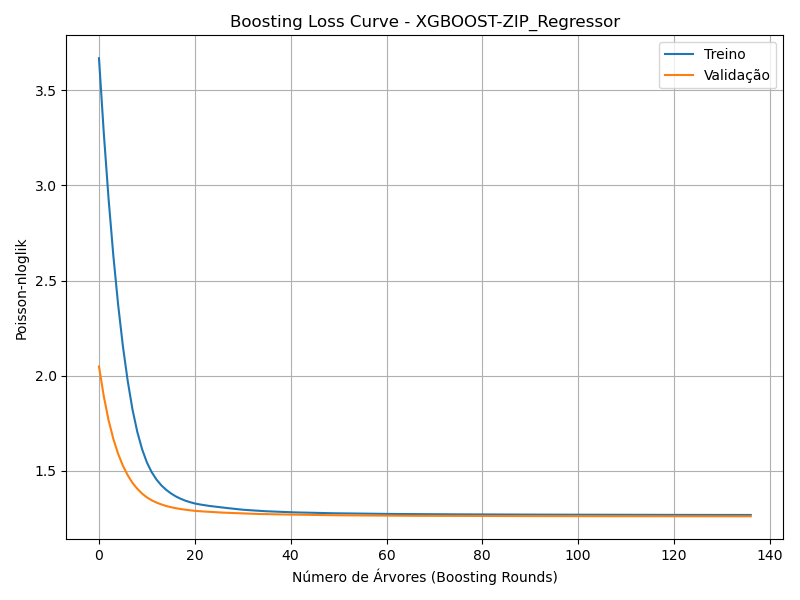 Boosting Loss Curve - XGBOOST-ZIP_Regressor
Treino
Validação
Poisson-nloglik
3.5
3.0
2.5
2.0
1.5
0 20 40 60 80 100 120 140
Número de Árvores (Boosting Rounds)